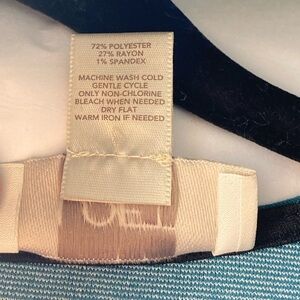 72% POLYESTER
27% RAYON
1% SPANDEX
MACHINE WASH COLD
GENTLE CYCLE
ONLY NON-CHLORINE
BLEACH WHEN NEEDED
DRY FLAT
WARM IRON IF NEEDED